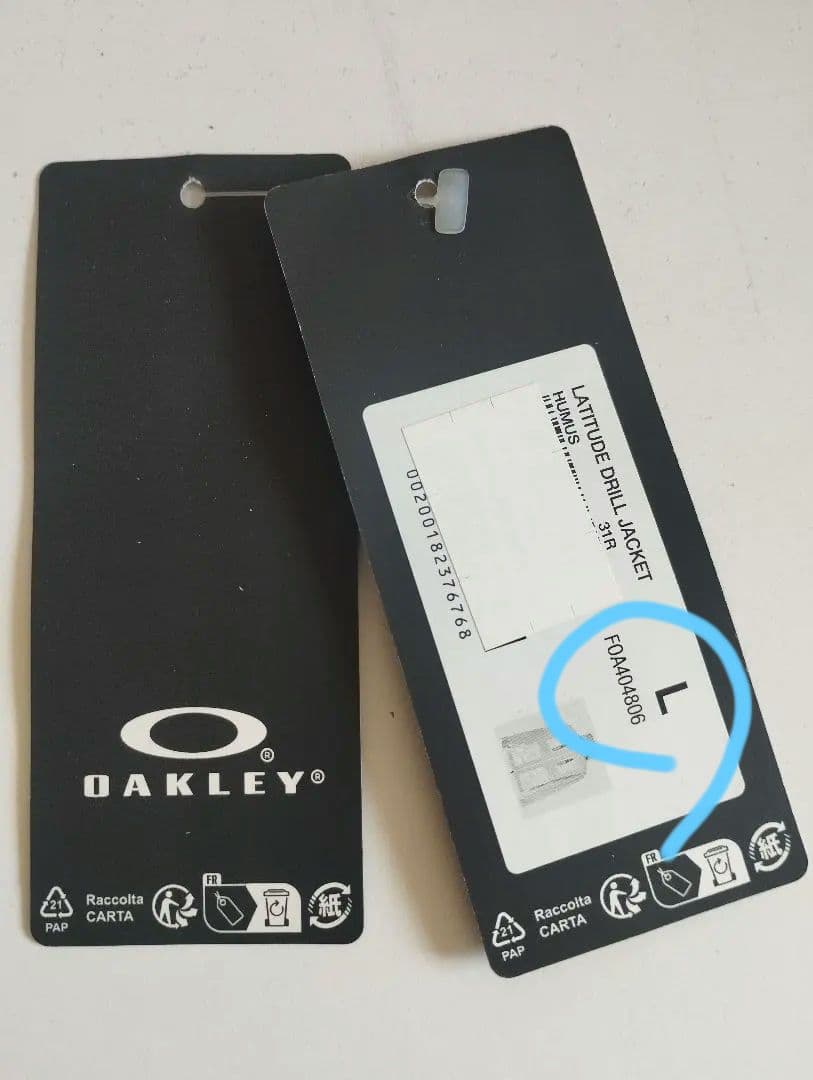 OAKLEY®
21
PAP
Raccolta
CARTA
FR
紙
LATITUDE DRILL JACKET
HUMUS
31R
L
FOA404806
00200182376768
21
PAP
Raccolta
CARTA
FR
紙